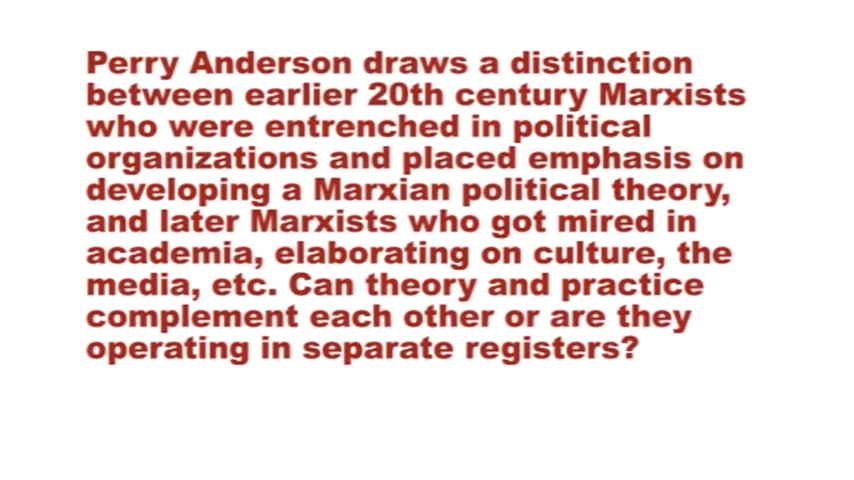 Perry Anderson draws a distinction
between earlier 20th century Marxists
who were entrenched in political
organizations and placed emphasis on
developing a Marxian political theory,
and later Marxists who got mired in
academia, elaborating on culture, the
media, etc. Can theory and practice
complement each other or are they
operating in separate registers?